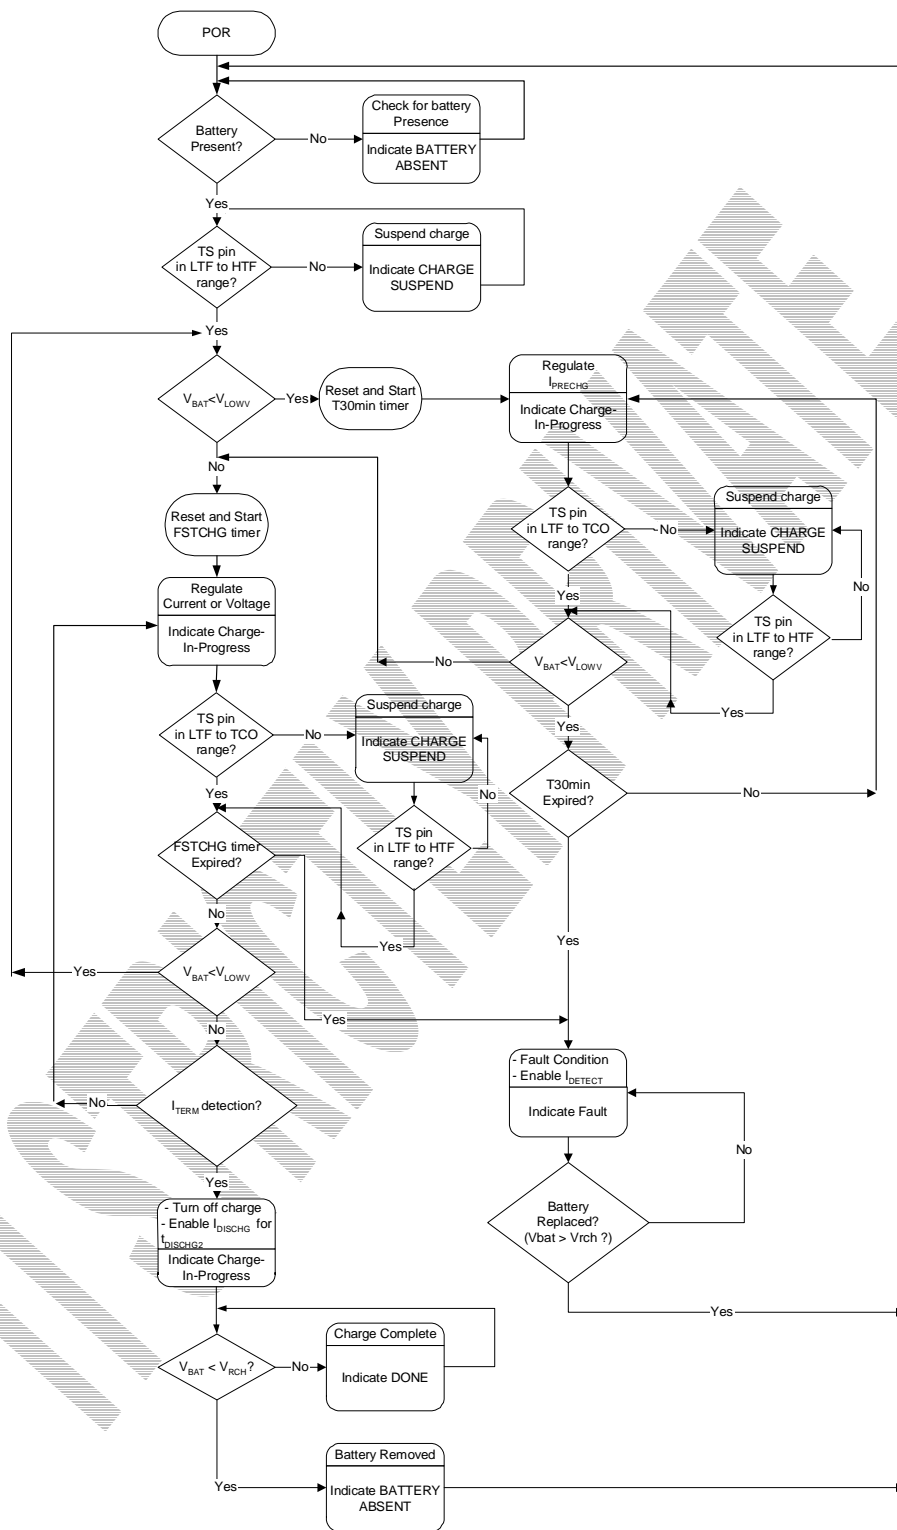 POR
Battery
Present?
No
Check for battery
Presence
Indicate BATTERY
ABSENT
Yes
TS pin
in LTF to HTF
range?
No
Suspend charge
Indicate CHARGE
SUSPEND
Yes
VBAT<VLOWV
Yes
Reset and Start
T30min timer
Regulate
IPRECHG
Indicate Charge-
In-Progress
No
Reset and Start
FSTCHG timer
TS pin
in LTF to TCO
range?
No
Suspend charge
Indicate CHARGE
SUSPEND
No
Yes
TS pin
in LTF to HTF
range?
Yes
Regulate
Current or Voltage
Indicate Charge-
In-Progress
VBAT<VLOWV
No
Yes
TS pin
in LTF to TCO
range?
No
Suspend charge
Indicate CHARGE
SUSPEND
No
Yes
TS pin
in LTF to HTF
range?
Yes
T30min
Expired?
No
Yes
FSTCHG timer
Expired?
No
Yes
VBAT<VLOWV
Yes
No
ITERM detection?
No
Yes
- Fault Condition
- Enable IDETECT
Indicate Fault
No
Battery
Replaced?
(Vbat > Vrch ?)
Yes
- Turn off charge
- Enable IDISCHG for
tDISCHG2
Indicate Charge-
In-Progress
VBAT < VRCH?
No
Charge Complete
Indicate DONE
Yes
Battery Removed
Indicate BATTERY
ABSENT